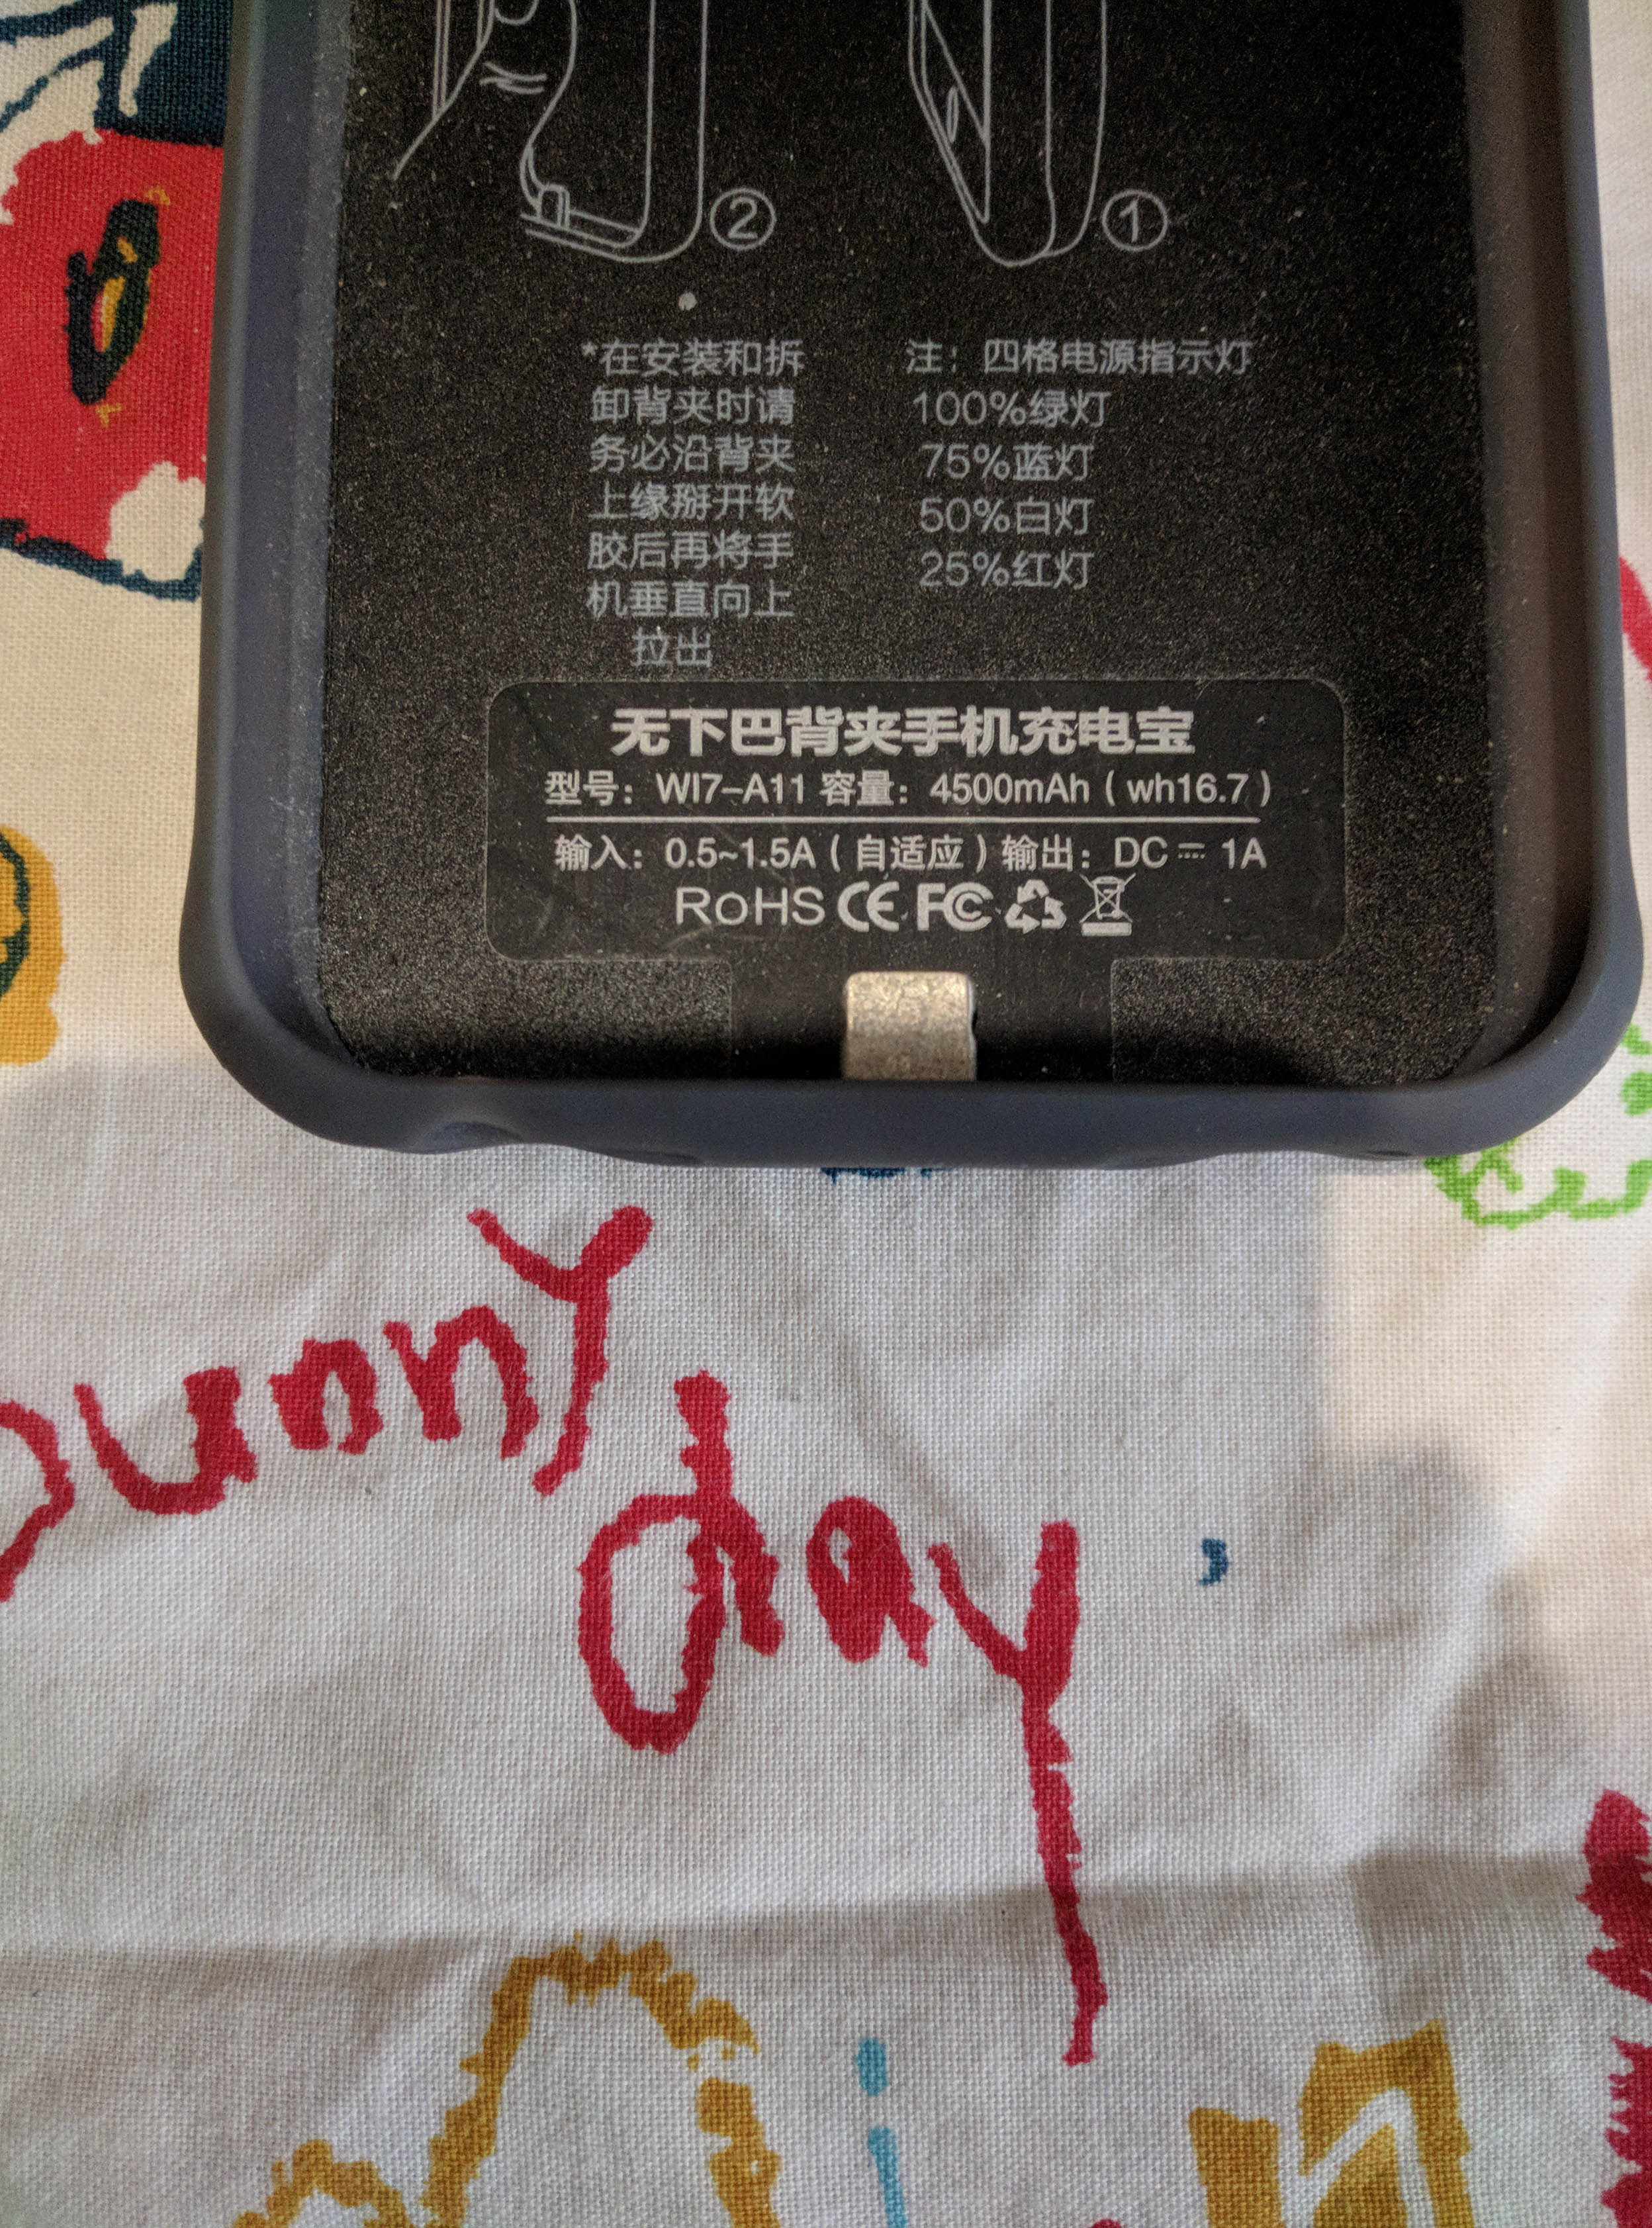 ② ①
*在安装和拆
卸背夹时请
务必沿背夹
上缘掰开软
胶后再将手
机垂直向上
拉出
注：四格电源指示灯
100%绿灯
75%蓝灯
50%白灯
25%红灯
无下巴背夹手机充电宝
型号：WI7-A11 容量：4500mAh（wh16.7）
输入：0.5~1.5A（自适应）输出：DC ⎓ 1A
RoHS CE FC
day